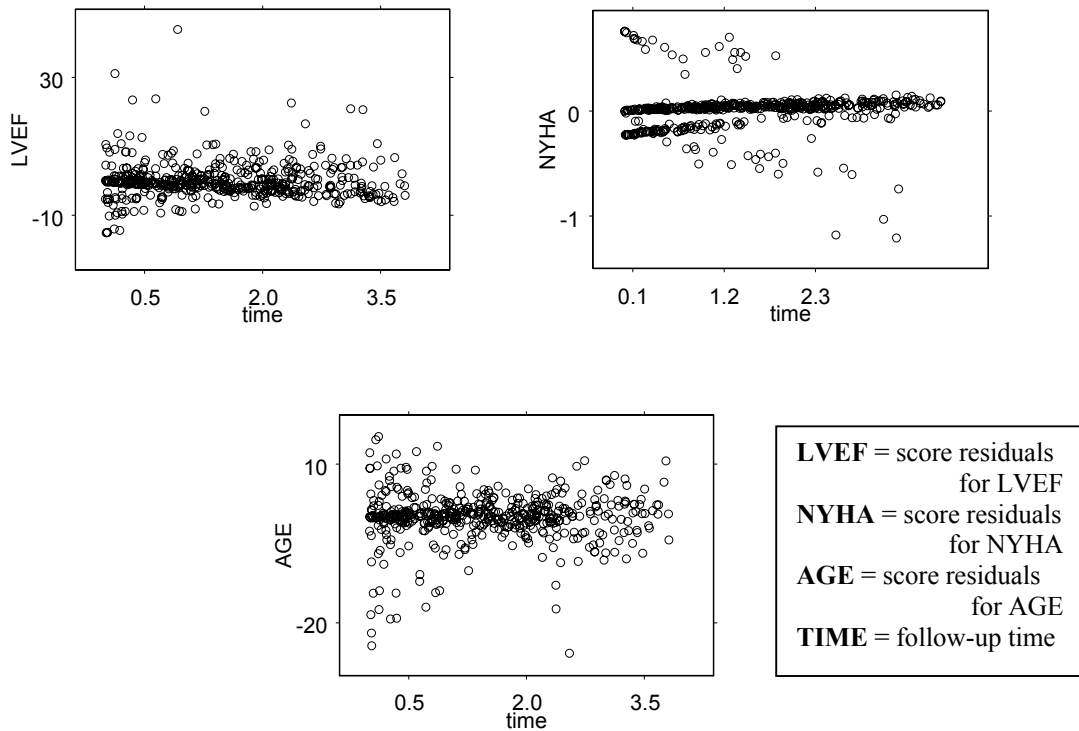 LVEF
30
-10
0.5
2.0
3.5
time
NYHA
0
-1
0.1
1.2
2.3
time
AGE
10
-20
0.5
2.0
3.5
time
LVEF = score residuals
for LVEF
NYHA = score residuals
for NYHA
AGE = score residuals
for AGE
TIME = follow-up time